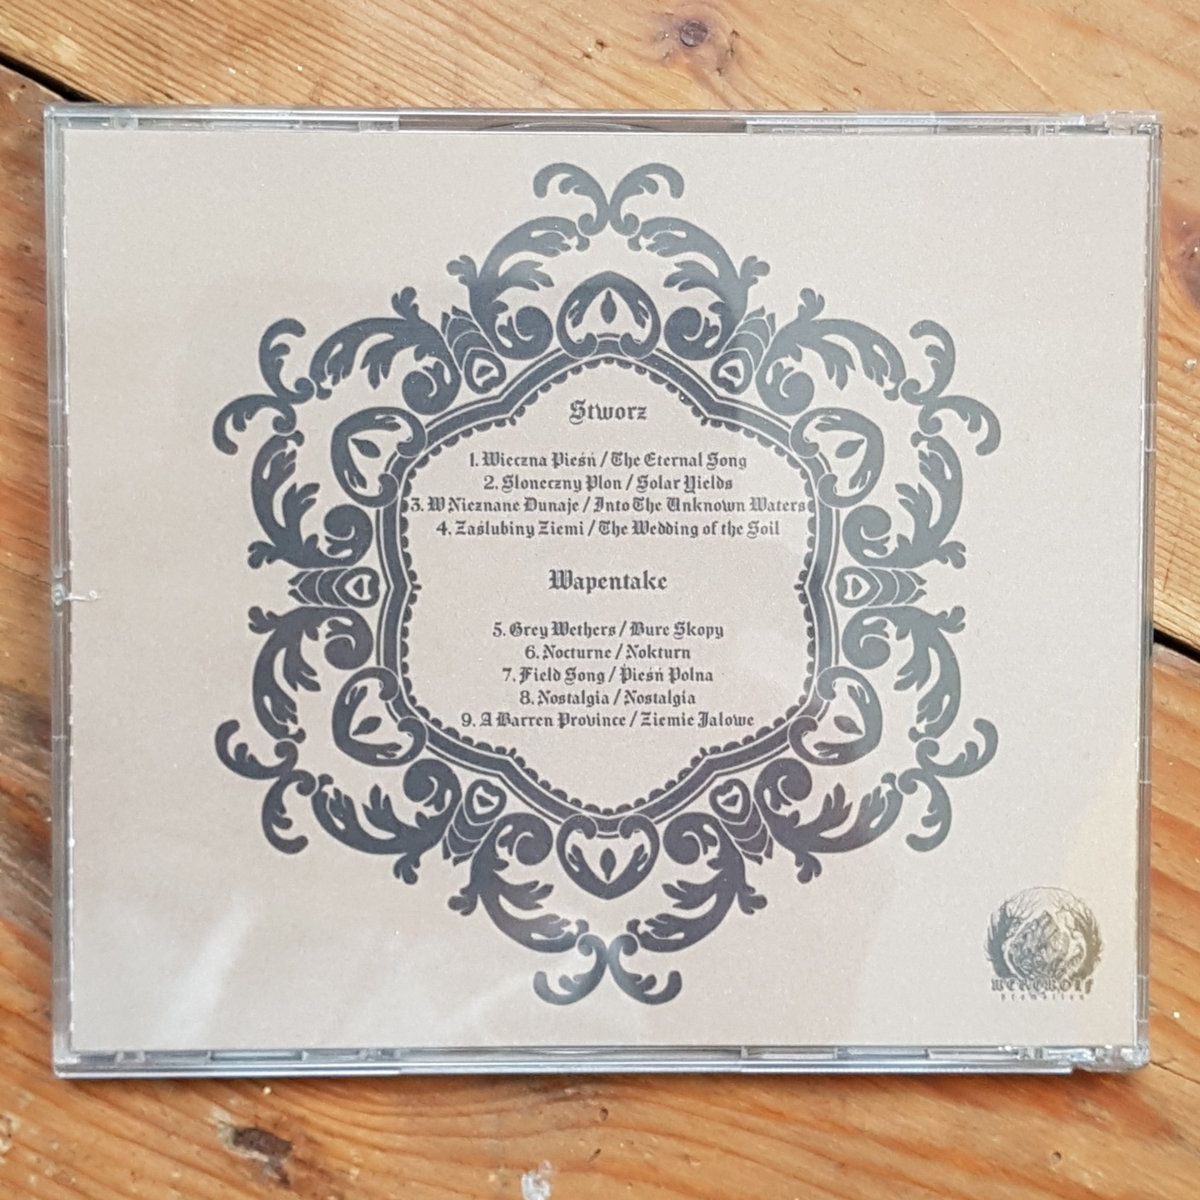 Stworz
1. Wieczna Pieśń / The Eternal Song
2. Słoneczny Plon / Solar Yields
3. W Nieznane Dunaje / Into The Unknown Waters
4. Zaślubiny Ziemi / The Wedding of the Soil
Wapentake
5. Grey Wethers / Bure Skopy
6. Nocturne / Nokturn
7. Field Song / Pieśń Polna
8. Nostalgia / Nostalgia
9. A Barren Province / Ziemie Jałowe
WEREWOLF
promotion